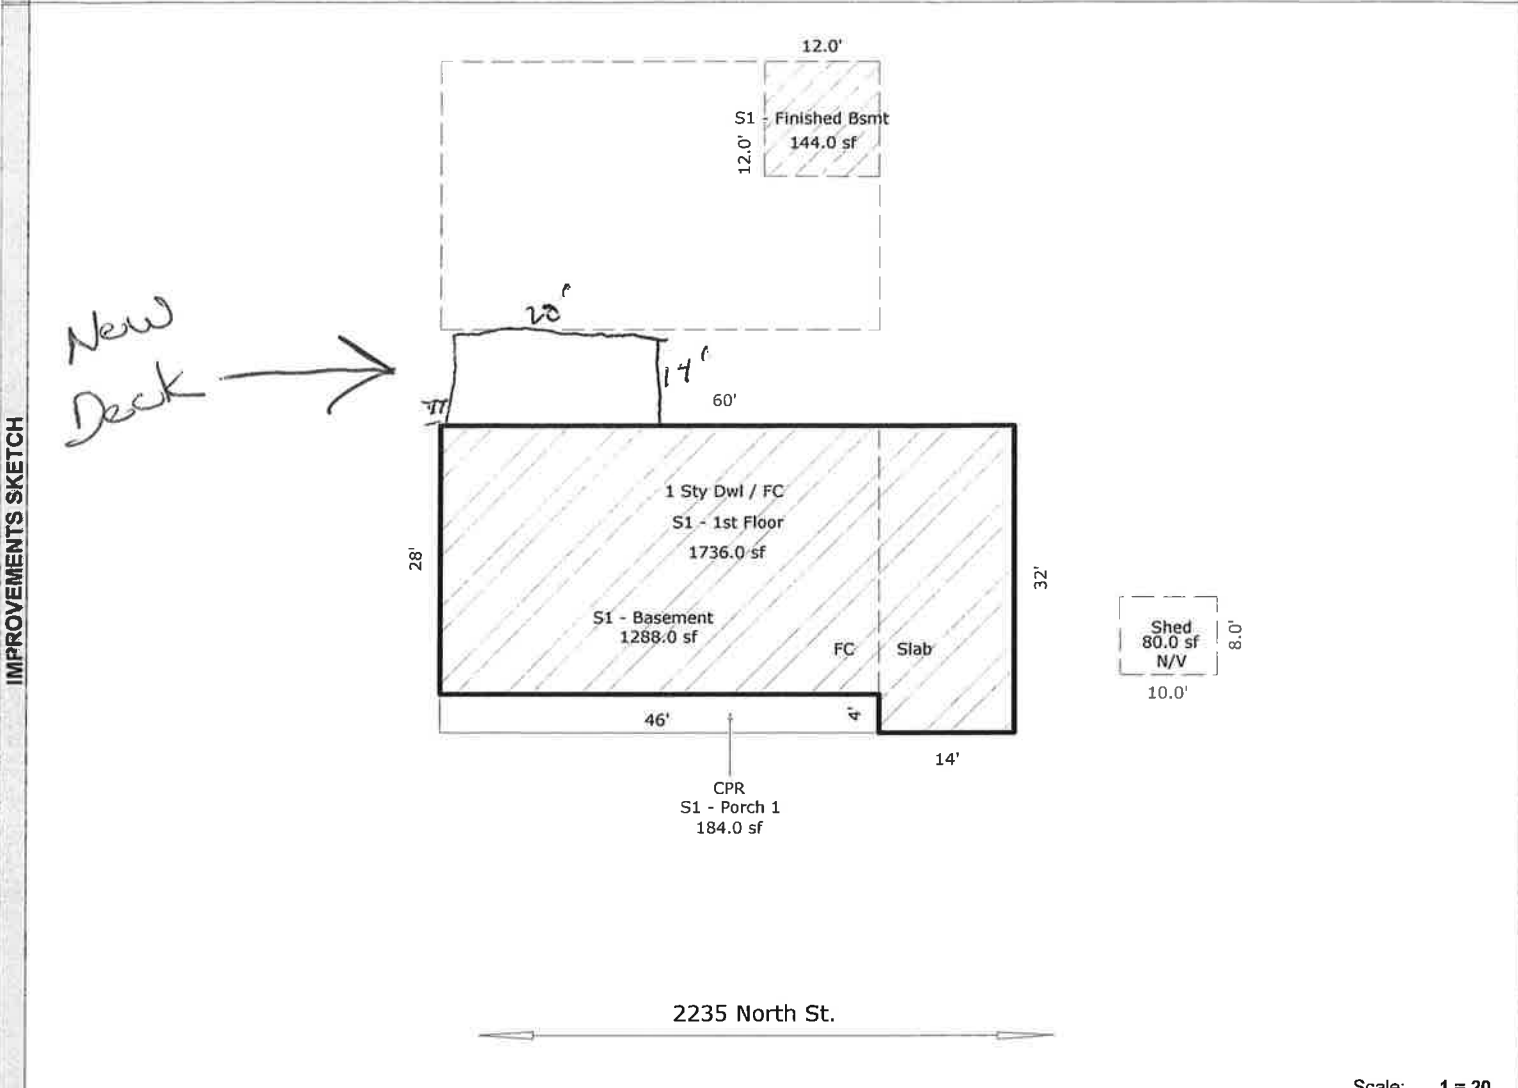 IMPROVEMENTS SKETCH
12.0'
S1 - Finished Bsmt
144.0 sf
12.0'
New
Deck
20'
14'
60'
1 Sty Dwl / FC
S1 - 1st Floor
1736.0 sf
28'
32'
S1 - Basement
1288.0 sf
FC
Slab
Shed
80.0 sf
N/V
8.0'
10.0'
46'
4'
14'
CPR
S1 - Porch 1
184.0 sf
2235 North St.
Scale: 1 = 20